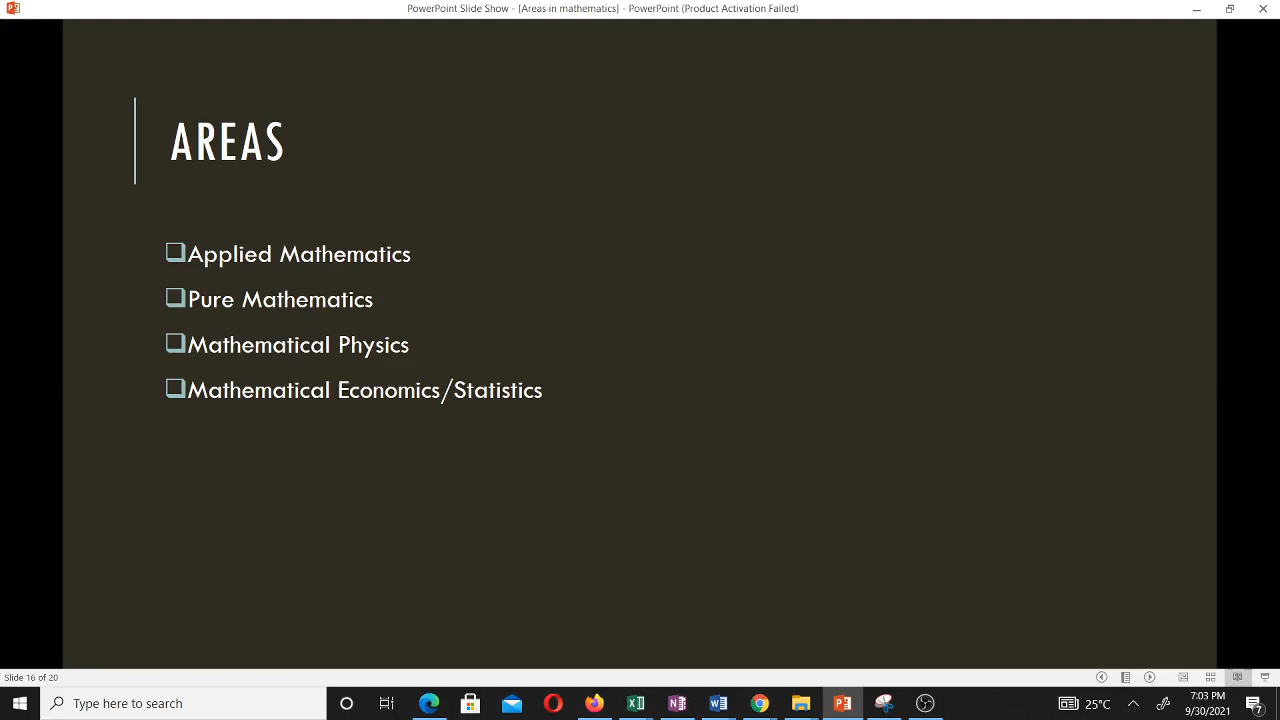 PowerPoint Slide Show - [Areas in mathematics] - PowerPoint (Product Activation Failed)
AREAS
Applied Mathematics
Pure Mathematics
Mathematical Physics
Mathematical Economics/Statistics
Slide 16 of 20
Type here to search
25°C
7:03 PM
9/30/2021
7